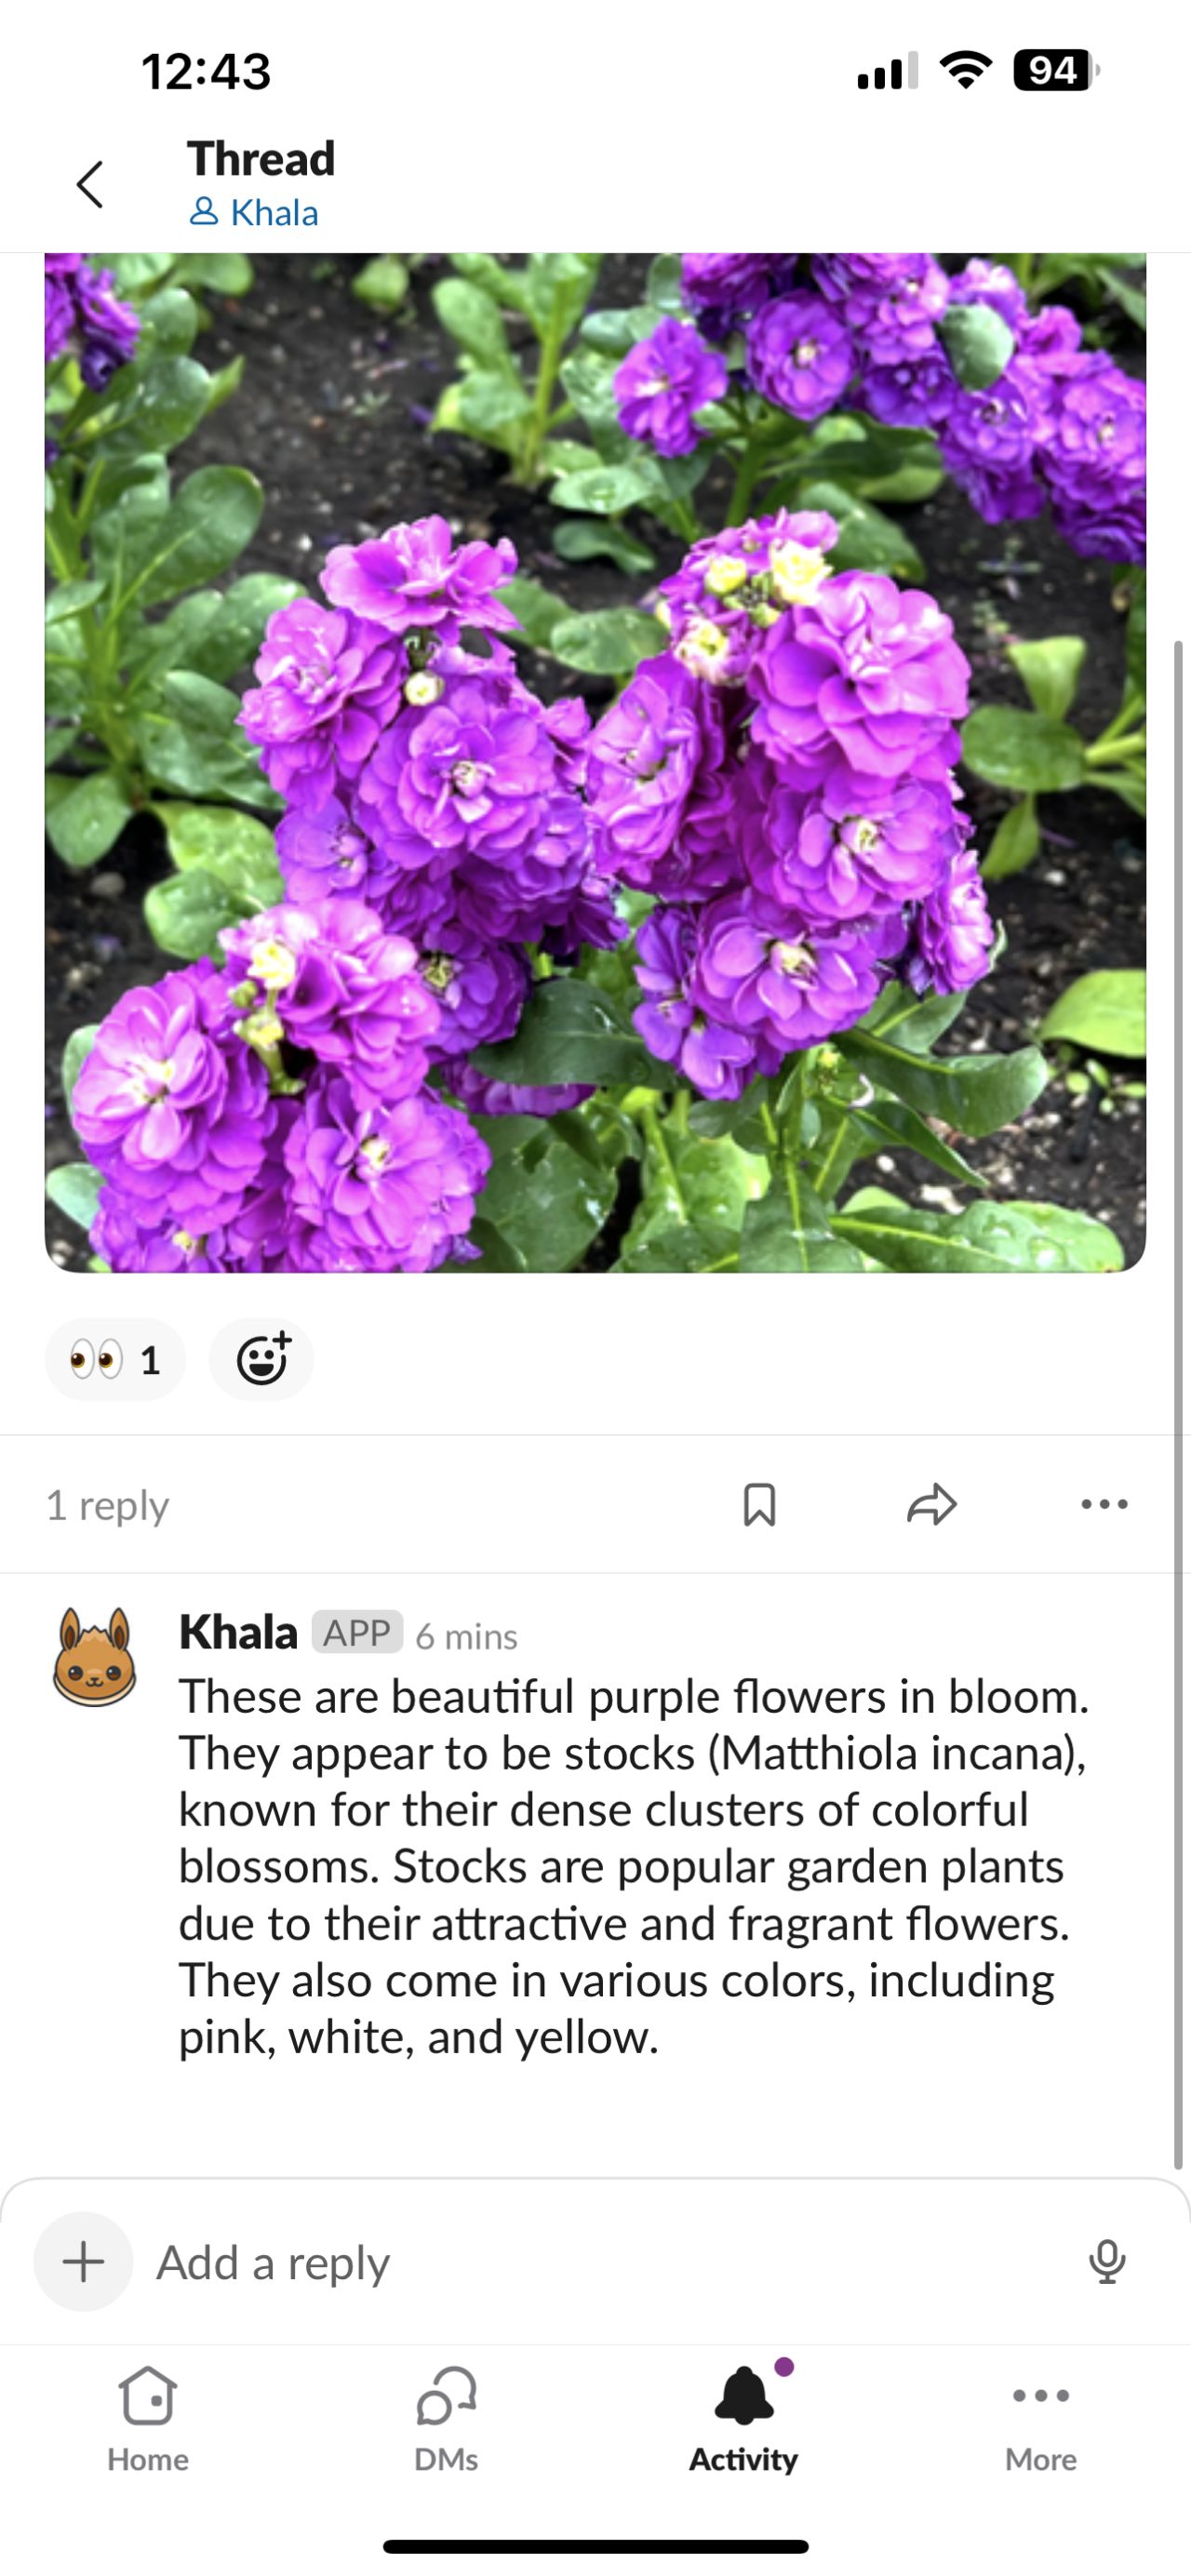 12:43
94
Thread
Khala
1
1 reply
Khala APP 6 mins
These are beautiful purple flowers in bloom.
They appear to be stocks (Matthiola incana),
known for their dense clusters of colorful
blossoms. Stocks are popular garden plants
due to their attractive and fragrant flowers.
They also come in various colors, including
pink, white, and yellow.
Add a reply
Home
DMs
Activity
More